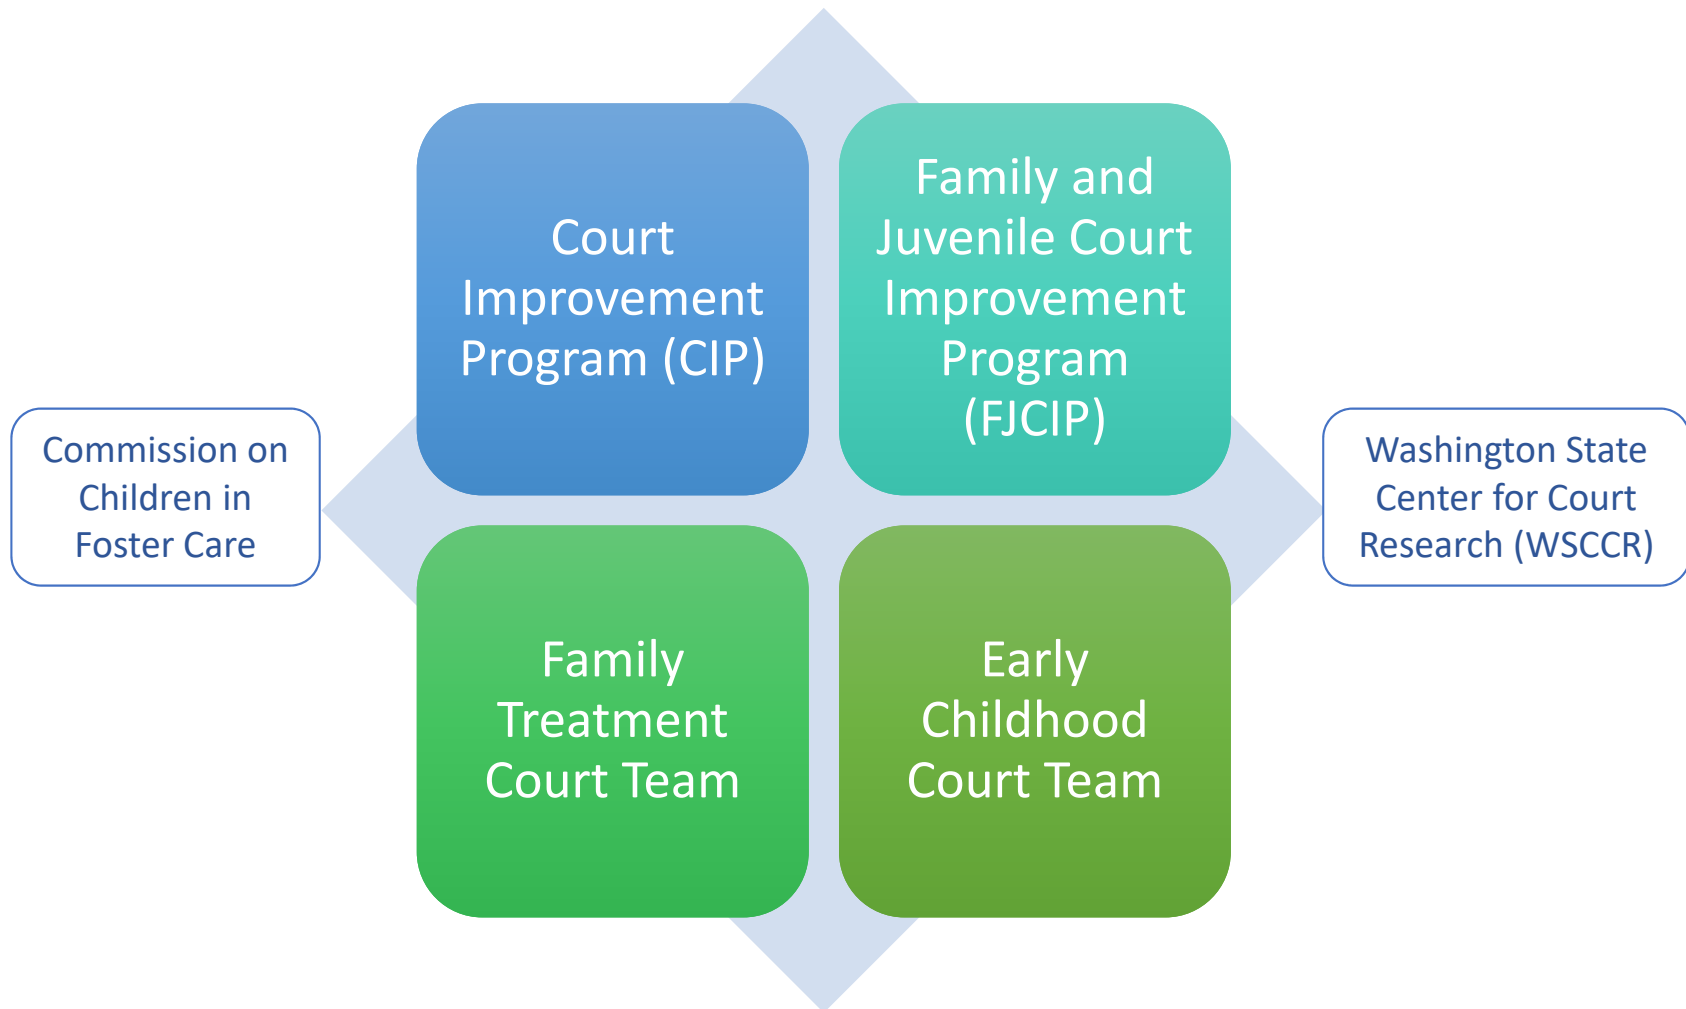 Court
Improvement
Program (CIP)
Family and
Juvenile Court
Improvement
Program
(FJCIP)
Commission on
Children in
Foster Care
Washington State
Center for Court
Research (WSCCR)
Family
Treatment
Court Team
Early
Childhood
Court Team